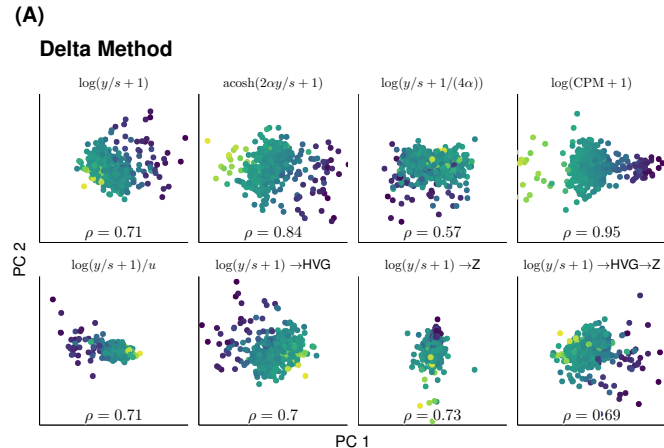 (A)
Delta Method
log(y/s + 1)
acosh(2αy/s + 1)
log(y/s + 1/(4α))
log(CPM + 1)
ρ = 0.71
ρ = 0.84
ρ = 0.57
ρ = 0.95
PC 2
log(y/s + 1)/u
log(y/s + 1) →HVG
log(y/s + 1) →Z
log(y/s + 1) →HVG→Z
ρ = 0.71
ρ = 0.7
ρ = 0.73
ρ = 0.69
PC 1